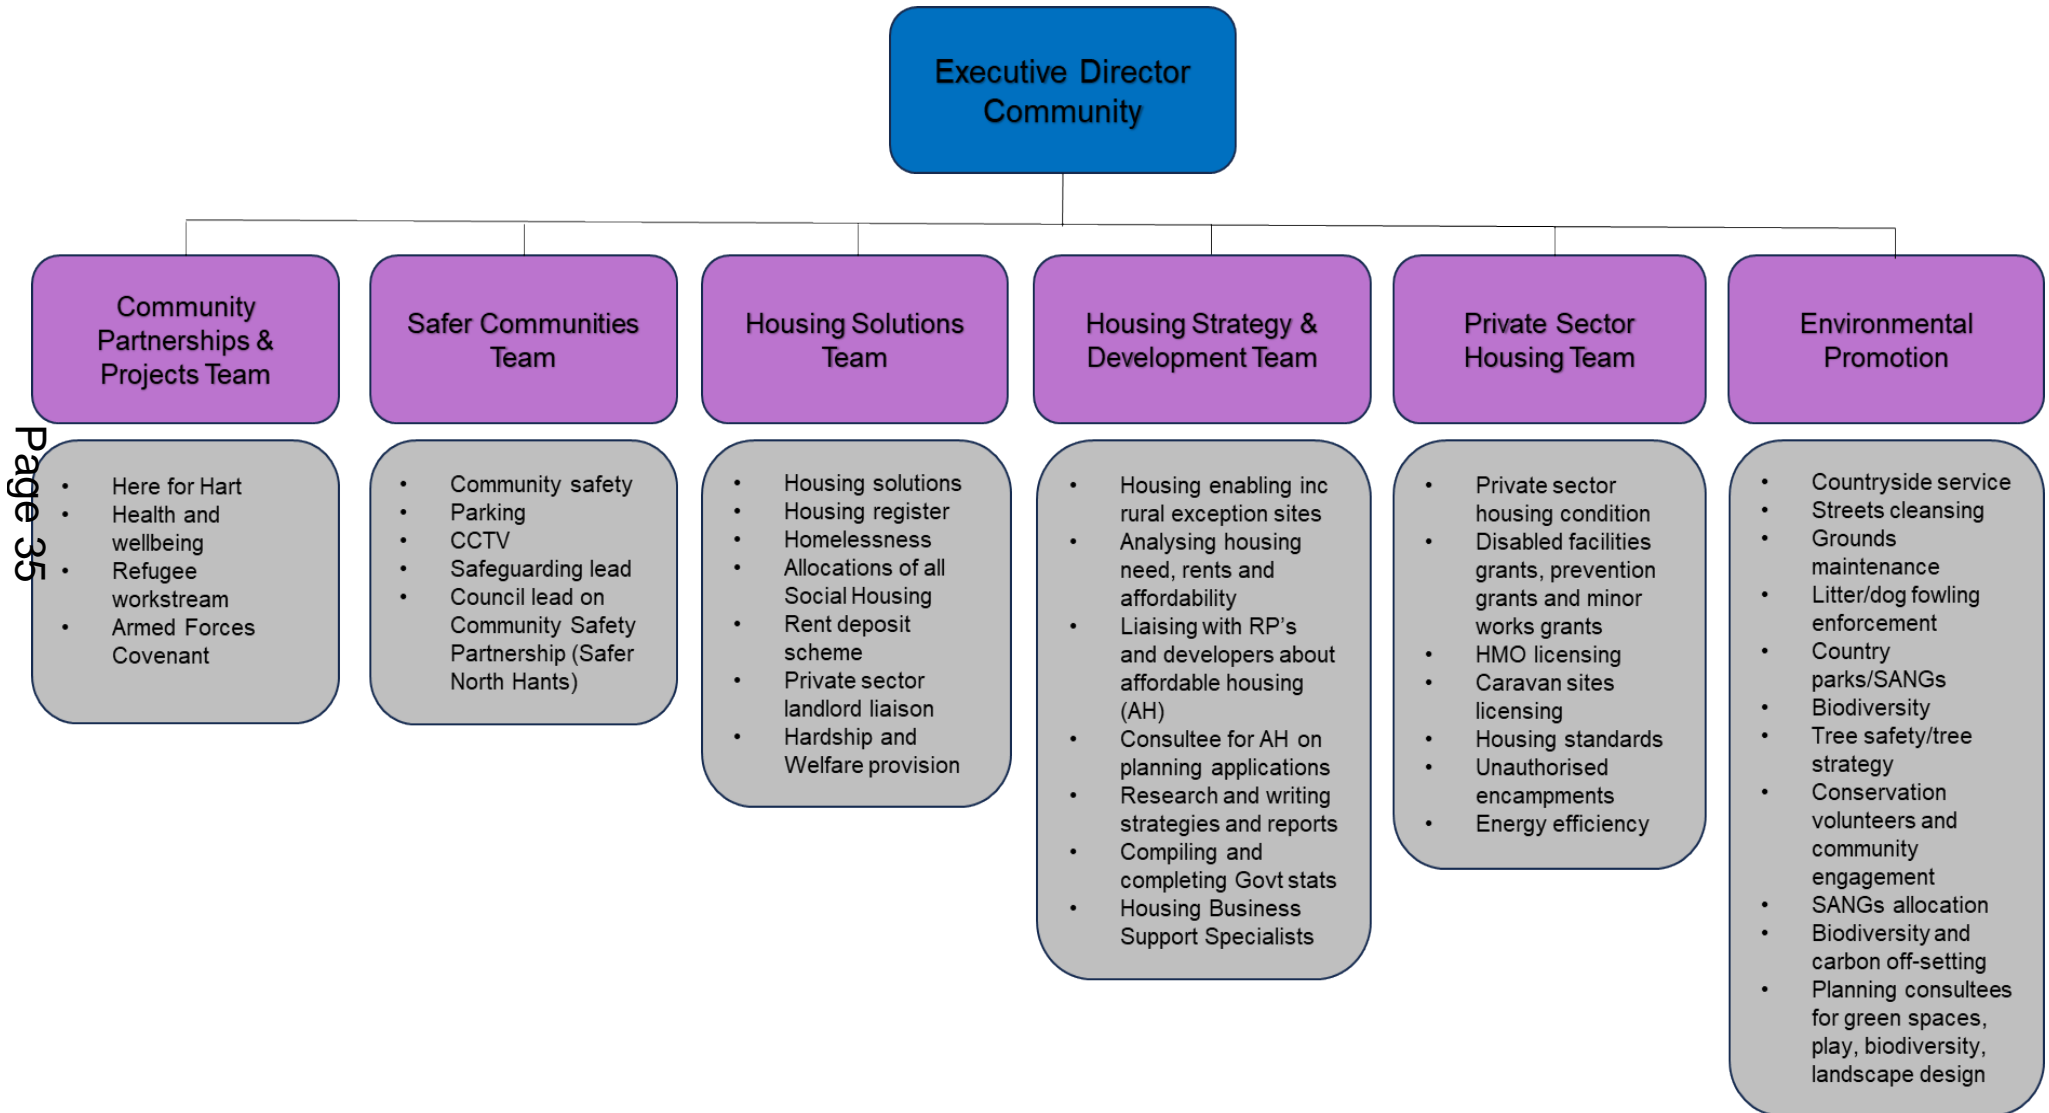 Executive Director
Community
Community
Partnerships &
Projects Team
Safer Communities
Team
Housing Solutions
Team
Housing Strategy &
Development Team
Private Sector
Housing Team
Environmental
Promotion
Page 35
• Here for Hart
• Health and
wellbeing
• Refugee
workstream
• Armed Forces
Covenant
• Community safety
• Parking
• CCTV
• Safeguarding lead
• Council lead on
Community Safety
Partnership (Safer
North Hants)
• Housing solutions
• Housing register
• Homelessness
• Allocations of all
Social Housing
• Rent deposit
scheme
• Private sector
landlord liaison
• Hardship and
Welfare provision
• Housing enabling inc
rural exception sites
• Analysing housing
need, rents and
affordability
• Liaising with RP’s
and developers about
affordable housing
(AH)
• Consultee for AH on
planning applications
• Research and writing
strategies and reports
• Compiling and
completing Govt stats
• Housing Business
Support Specialists
• Private sector
housing condition
• Disabled facilities
grants, prevention
grants and minor
works grants
• HMO licensing
• Caravan sites
licensing
• Housing standards
• Unauthorised
encampments
• Energy efficiency
• Countryside service
• Streets cleansing
• Grounds
maintenance
• Litter/dog fowling
enforcement
• Country
parks/SANGs
• Biodiversity
• Tree safety/tree
strategy
• Conservation
volunteers and
community
engagement
• SANGs allocation
• Biodiversity and
carbon off-setting
• Planning consultees
for green spaces,
play, biodiversity,
landscape design